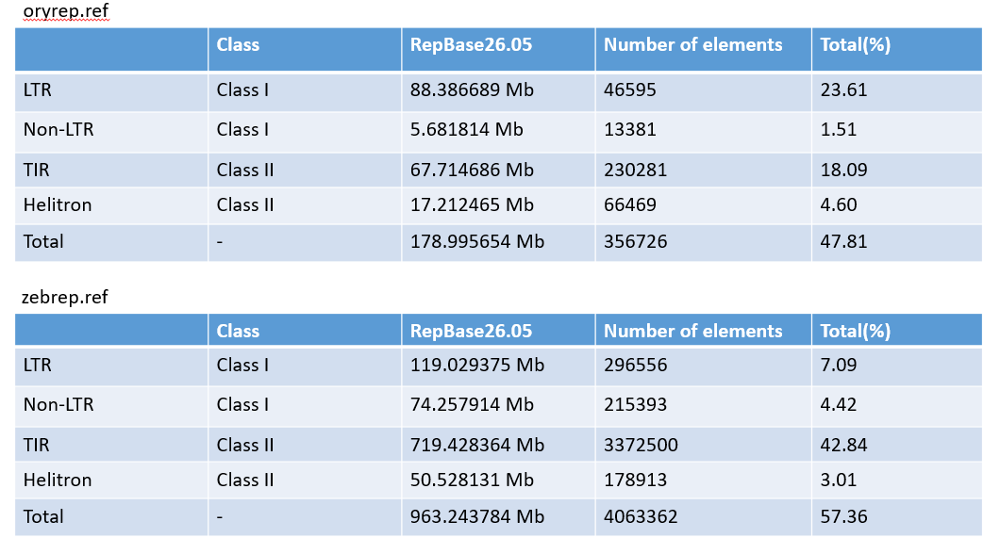 oryrep.ref
Class RepBase26.05 Number of elements Total(%)
LTR Class I 88.386689 Mb 46595 23.61
Non-LTR Class I 5.681814 Mb 13381 1.51
TIR Class II 67.714686 Mb 230281 18.09
Helitron Class II 17.212465 Mb 66469 4.60
Total - 178.995654 Mb 356726 47.81
zebrep.ref
Class RepBase26.05 Number of elements Total(%)
LTR Class I 119.029375 Mb 296556 7.09
Non-LTR Class I 74.257914 Mb 215393 4.42
TIR Class II 719.428364 Mb 3372500 42.84
Helitron Class II 50.528131 Mb 178913 3.01
Total - 963.243784 Mb 4063362 57.36